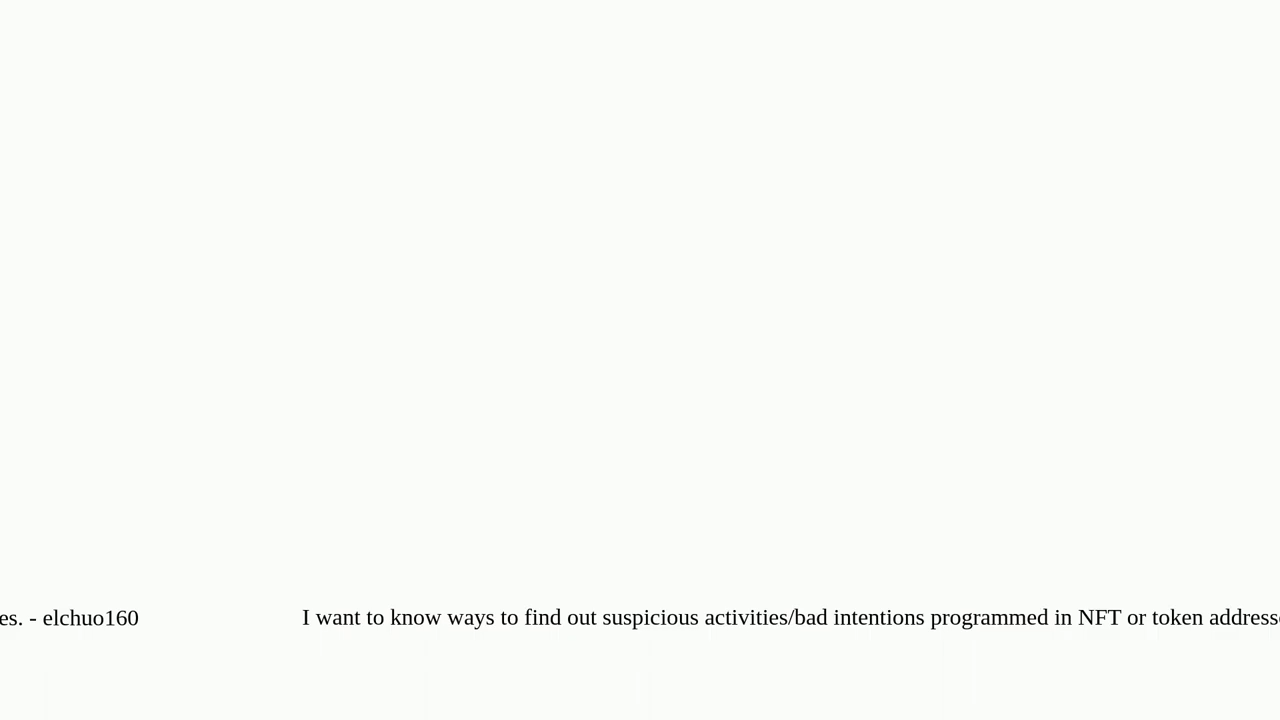 es. - elchuo160 I want to know ways to find out suspicious activities/bad intentions programmed in NFT or token address